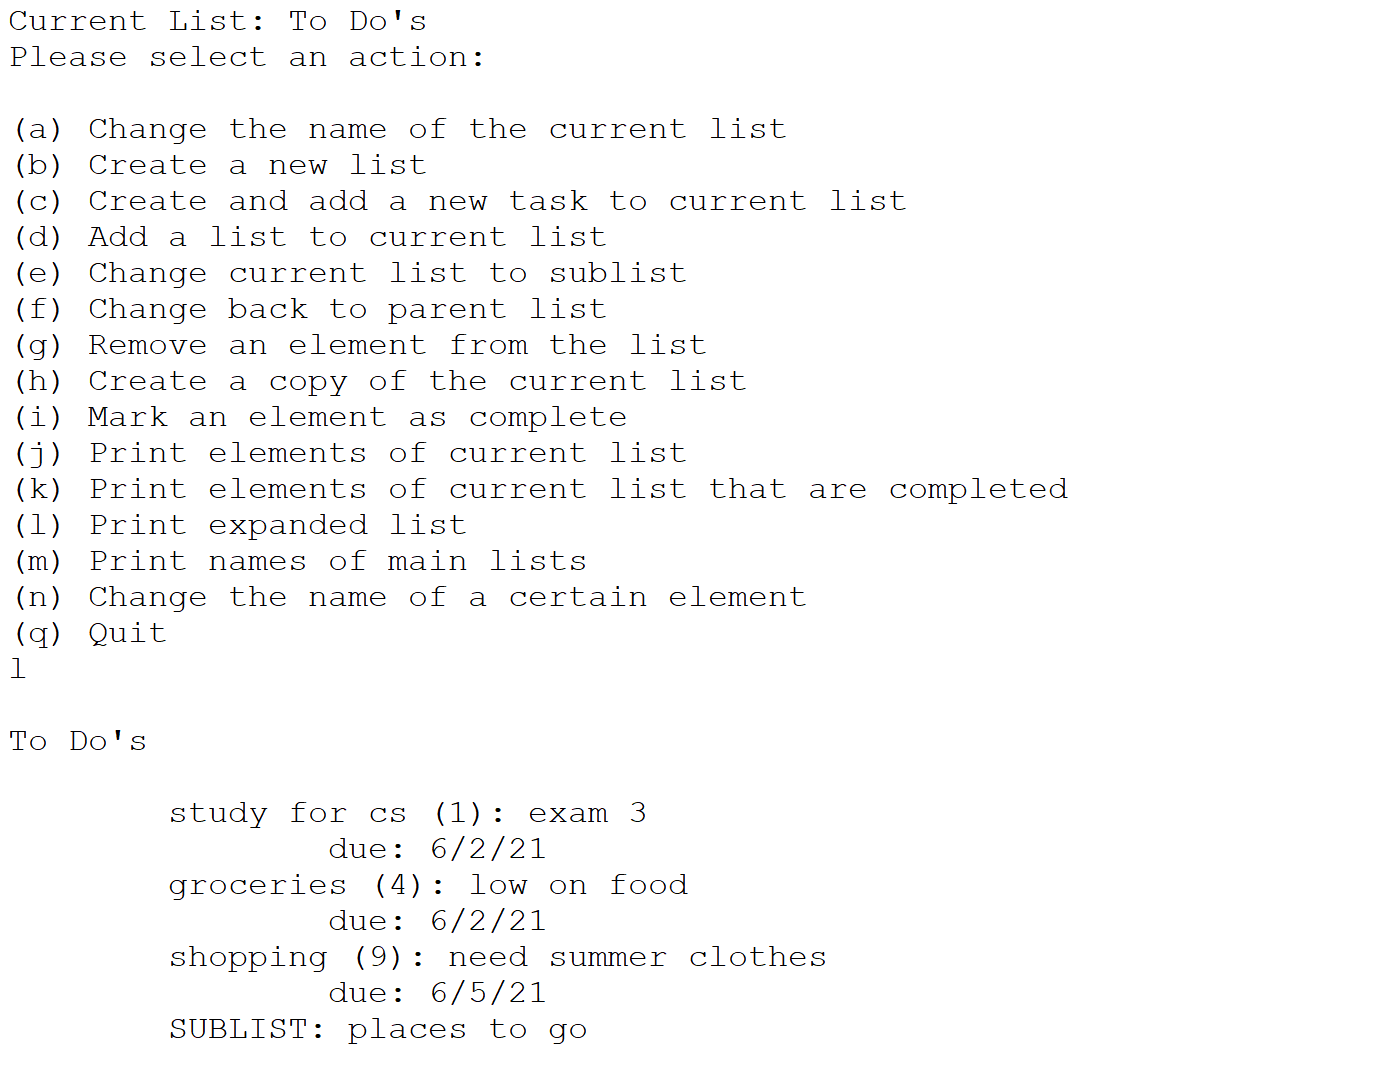 Current List: To Do's
Please select an action:
(a) Change the name of the current list
(b) Create a new list
(c) Create and add a new task to current list
(d) Add a list to current list
(e) Change current list to sublist
(f) Change back to parent list
(g) Remove an element from the list
(h) Create a copy of the current list
(i) Mark an element as complete
(j) Print elements of current list
(k) Print elements of current list that are completed
(l) Print expanded list
(m) Print names of main lists
(n) Change the name of a certain element
(q) Quit
l
To Do's
study for cs (1): exam 3
due: 6/2/21
groceries (4): low on food
due: 6/2/21
shopping (9): need summer clothes
due: 6/5/21
SUBLIST: places to go